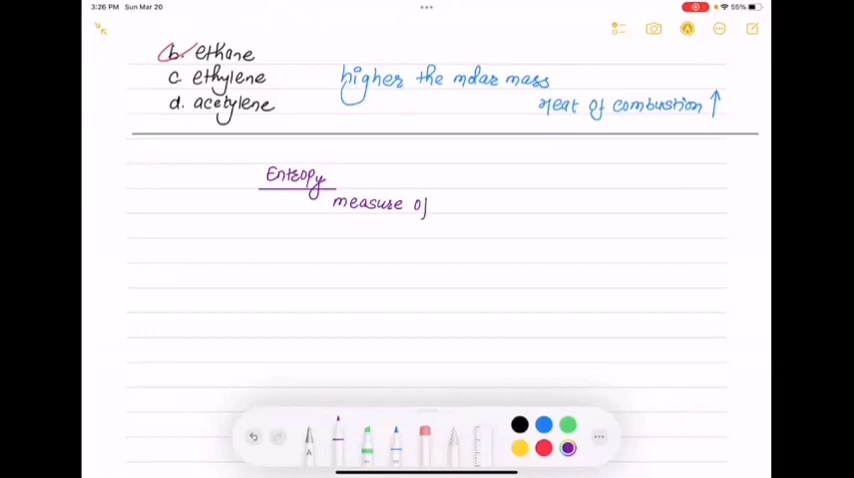 3:26 PM Sun Mar 20
55%
b. ethane
c. ethylene
higher the molar mass
d. acetylene
heat of combustion ↑
Entropy
measure of
A